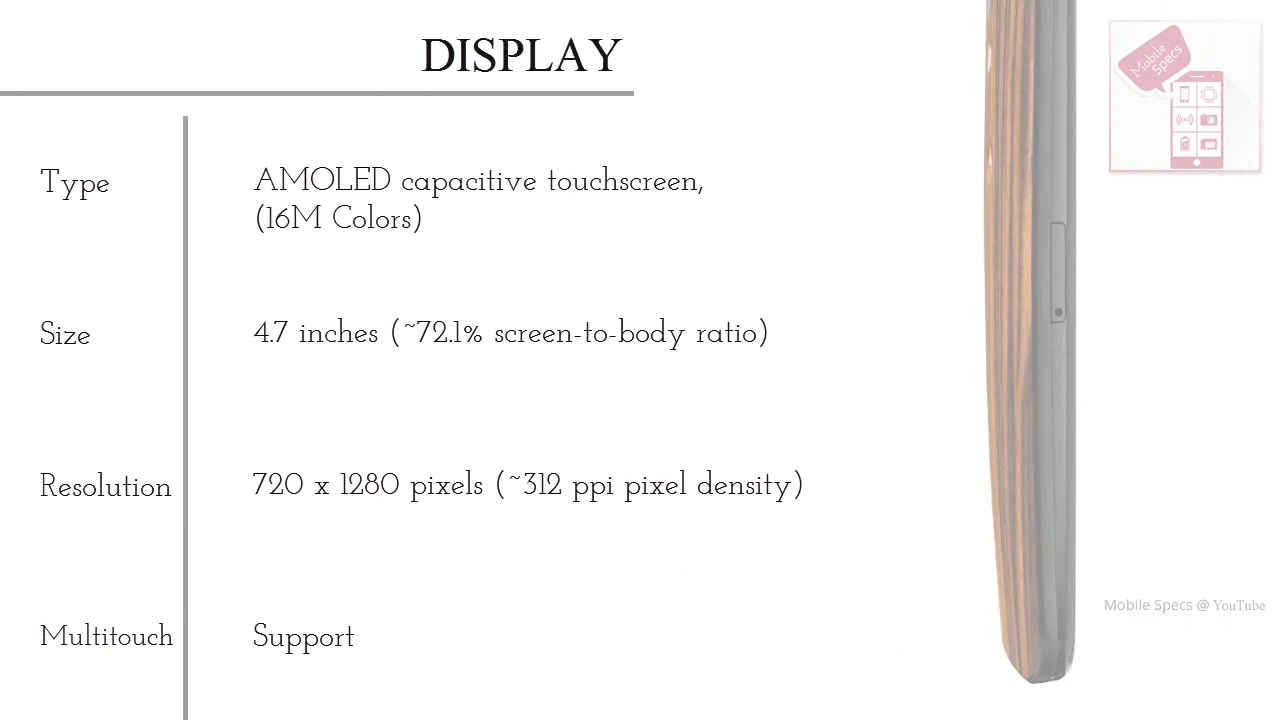 DISPLAY
Mobile
Specs
Type
AMOLED capacitive touchscreen,
(16M Colors)
Size
4.7 inches (~72.1% screen-to-body ratio)
Resolution
720 x 1280 pixels (~312 ppi pixel density)
Mobile Specs @ YouTube
Multitouch
Support